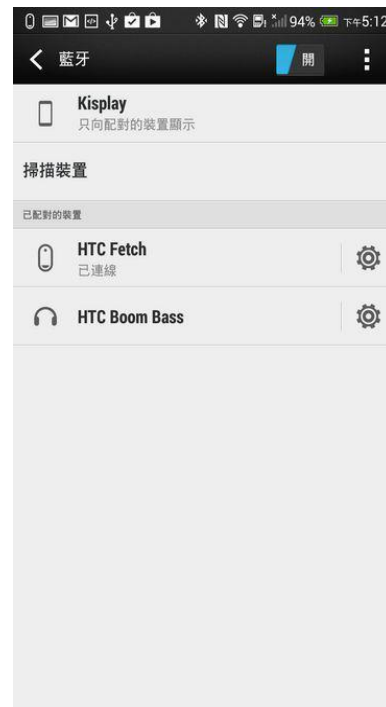 94% 下午5:12
藍牙
開
Kisplay
只向配對的裝置顯示
掃描裝置
已配對的裝置
HTC Fetch
已連線
HTC Boom Bass